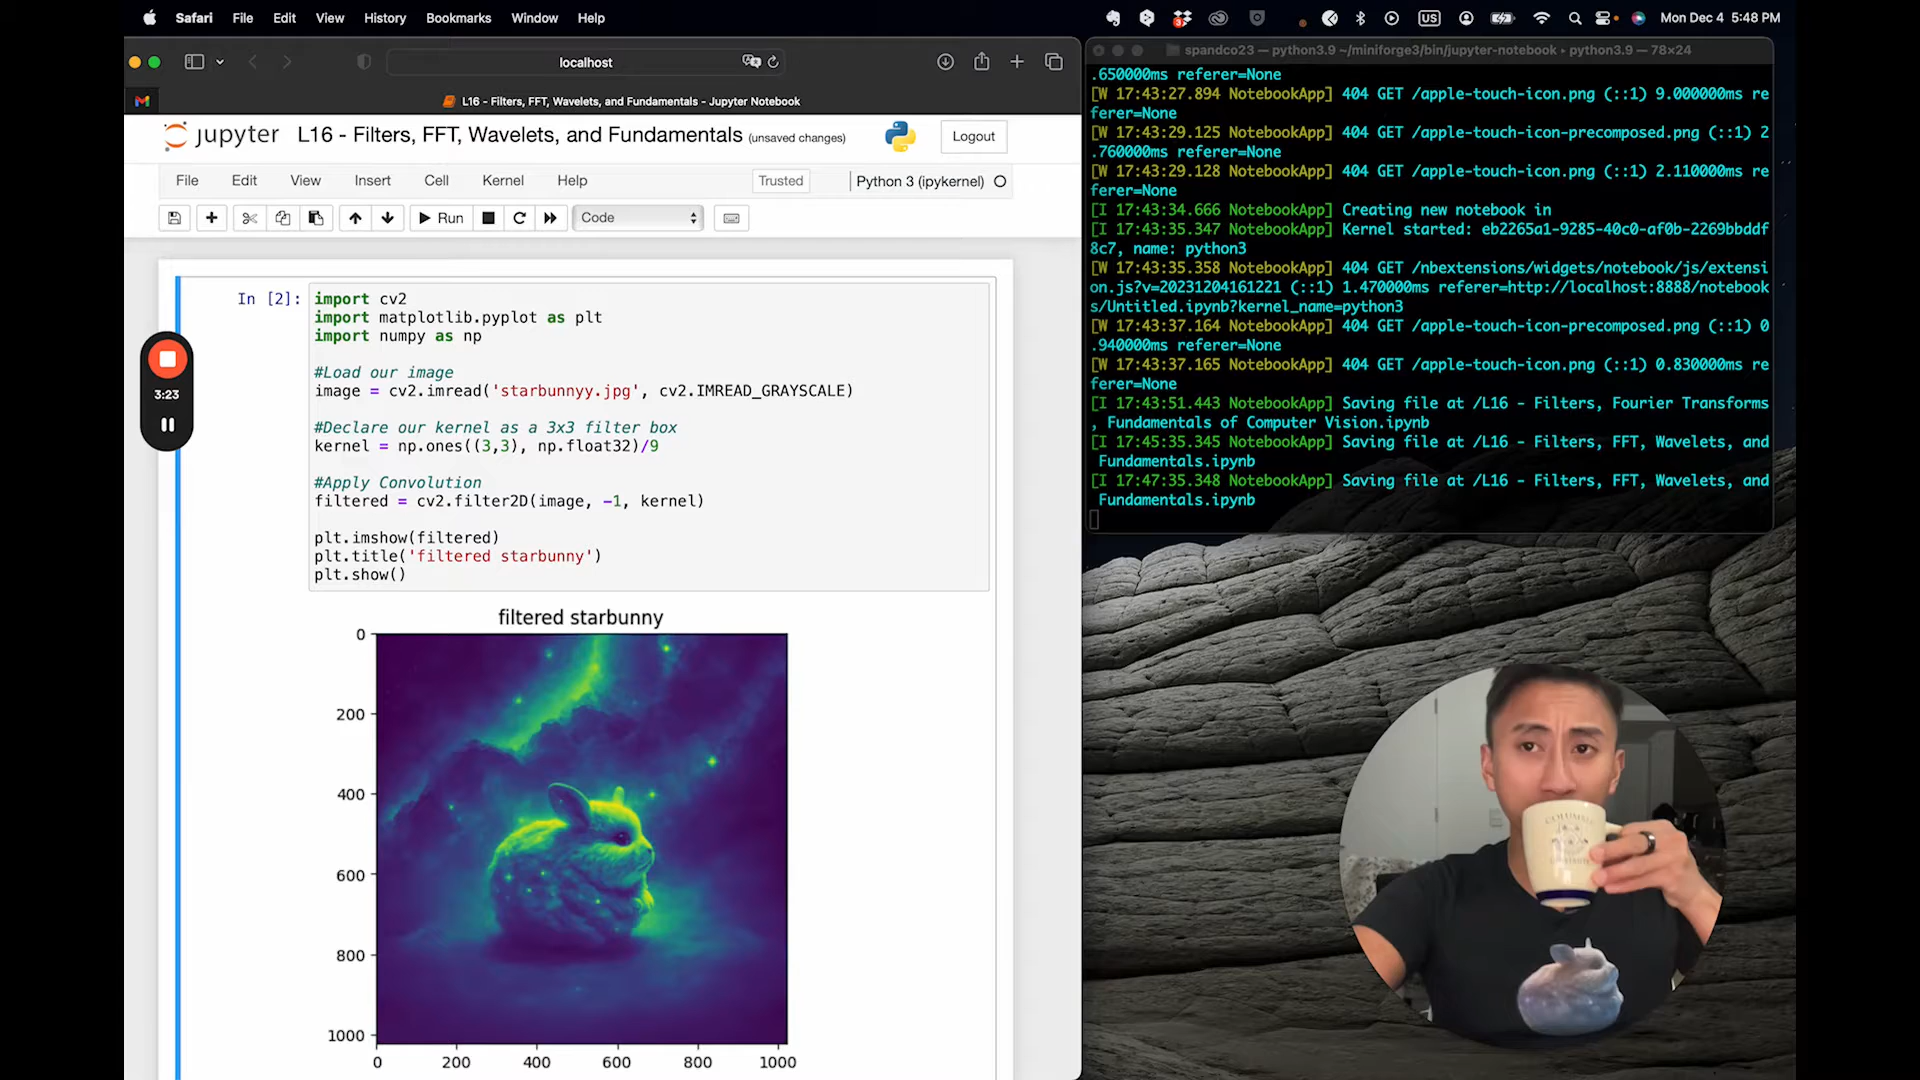 Safari File Edit View History Bookmarks Window Help
US
Mon Dec 4 5:48 PM
localhost
L16 - Filters, FFT, Wavelets, and Fundamentals - Jupyter Notebook
jupyter L16 - Filters, FFT, Wavelets, and Fundamentals (unsaved changes)
Logout
File Edit View Insert Cell Kernel Help
Trusted
Python 3 (ipykernel)
Run
Code
In [2]:
import cv2
import matplotlib.pyplot as plt
import numpy as np
#Load our image
image = cv2.imread('starbunnyy.jpg', cv2.IMREAD_GRAYSCALE)
#Declare our kernel as a 3x3 filter box
kernel = np.ones((3,3), np.float32)/9
#Apply Convolution
filtered = cv2.filter2D(image, -1, kernel)
plt.imshow(filtered)
plt.title('filtered starbunny')
plt.show()
3:23
filtered starbunny
0
200
400
600
800
1000
0 200 400 600 800 1000
spandco23 — python3.9 ~/miniforge3/bin/jupyter-notebook ▸ python3.9 — 78×24
.650000ms referer=None
[W 17:43:27.894 NotebookApp] 404 GET /apple-touch-icon.png (::1) 9.000000ms re
ferer=None
[W 17:43:29.125 NotebookApp] 404 GET /apple-touch-icon-precomposed.png (::1) 2
.760000ms referer=None
[W 17:43:29.128 NotebookApp] 404 GET /apple-touch-icon.png (::1) 2.110000ms re
ferer=None
[I 17:43:34.666 NotebookApp] Creating new notebook in
[I 17:43:35.347 NotebookApp] Kernel started: eb2265a1-9285-40c0-af0b-2269bbddf
8c7, name: python3
[W 17:43:35.358 NotebookApp] 404 GET /nbextensions/widgets/notebook/js/extensi
on.js?v=20231204161221 (::1) 1.470000ms referer=http://localhost:8888/notebook
s/Untitled.ipynb?kernel_name=python3
[W 17:43:37.164 NotebookApp] 404 GET /apple-touch-icon-precomposed.png (::1) 0
.940000ms referer=None
[W 17:43:37.165 NotebookApp] 404 GET /apple-touch-icon.png (::1) 0.830000ms re
ferer=None
[I 17:43:51.443 NotebookApp] Saving file at /L16 - Filters, Fourier Transforms
, Fundamentals of Computer Vision.ipynb
[I 17:45:35.345 NotebookApp] Saving file at /L16 - Filters, FFT, Wavelets, and
Fundamentals.ipynb
[I 17:47:35.348 NotebookApp] Saving file at /L16 - Filters, FFT, Wavelets, and
Fundamentals.ipynb